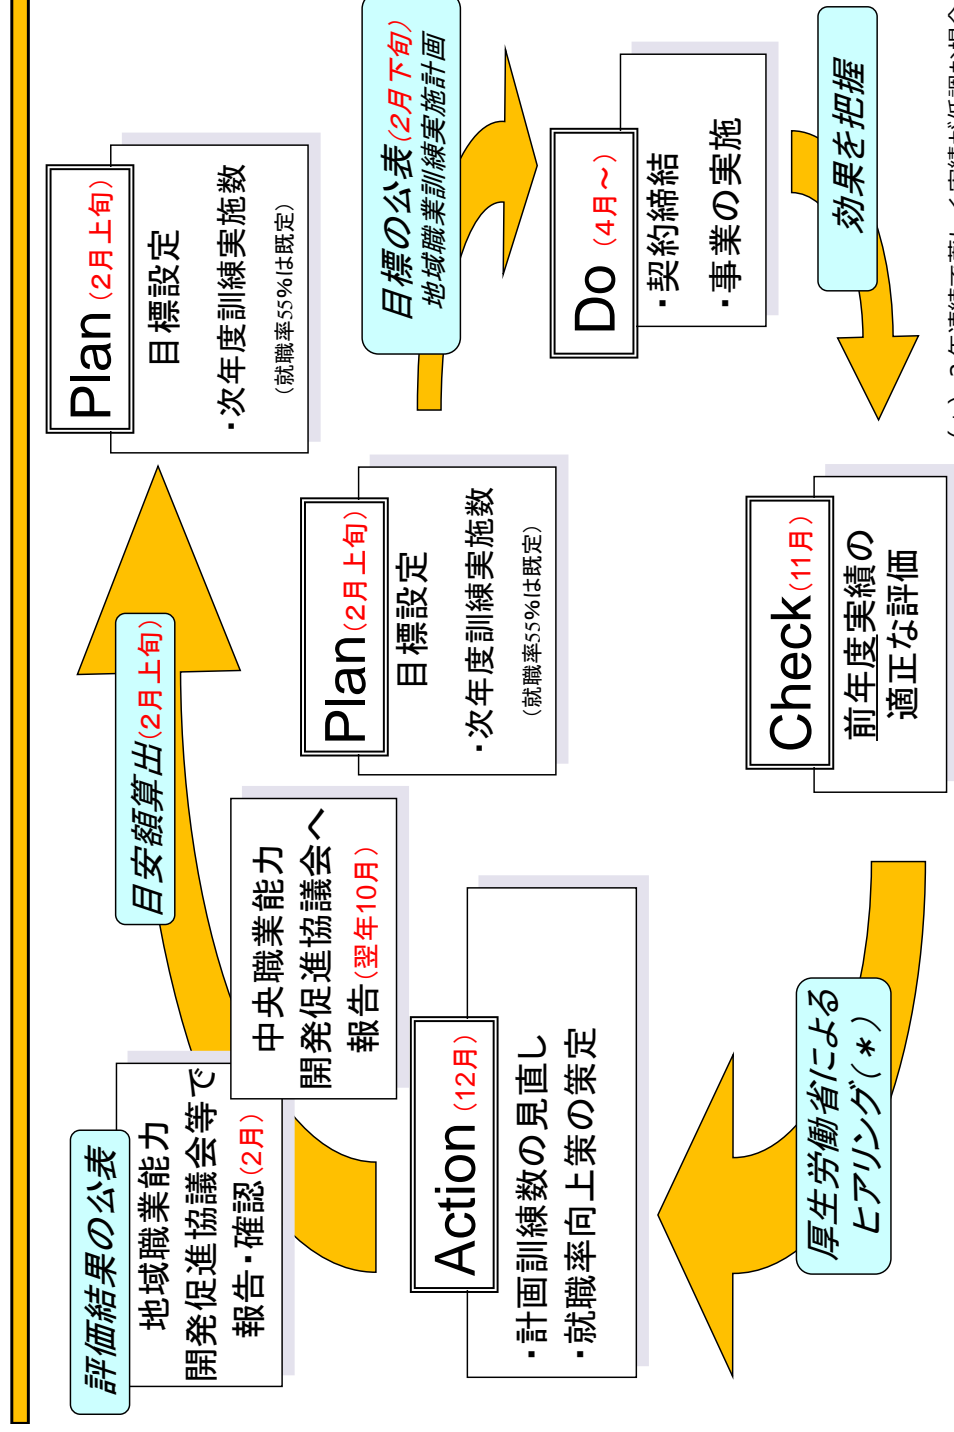 評価結果の公表
地域職業能力
開発促進協議会等で
報告・確認(2月)
中央職業能力
開発促進協議会へ
報告(翌年10月)
目安額算出(2月上旬)
Plan(2月上旬)
目標設定
・次年度訓練実施数
(就職率55%は既定)
Plan(2月上旬)
目標設定
・次年度訓練実施数
(就職率55%は既定)
目標の公表(2月下旬)
地域職業訓練実施計画
Do (4月～)
・契約締結
・事業の実施
効果を把握
Check(11月)
前年度実績の
適正な評価
厚生労働省による
ヒアリング(＊)
Action (12月)
・計画訓練数の見直し
・就職率向上策の策定